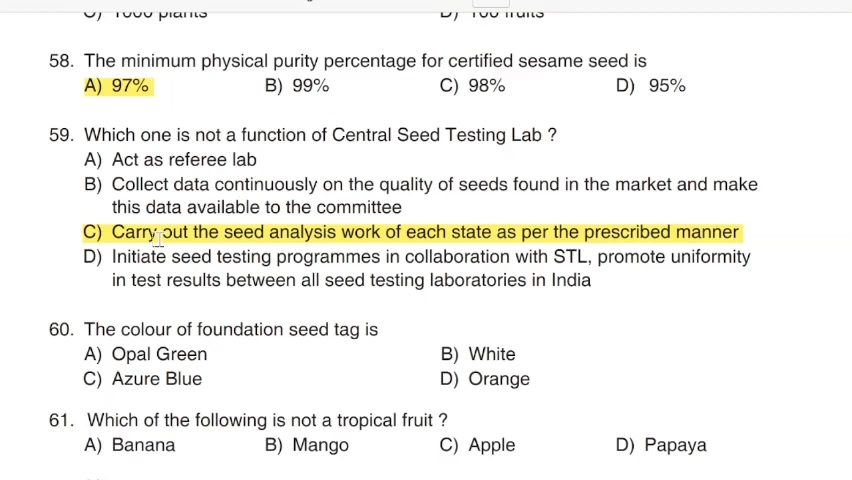 C) 1000 plants D) 100 fruits
58. The minimum physical purity percentage for certified sesame seed is
A) 97% B) 99% C) 98% D) 95%
59. Which one is not a function of Central Seed Testing Lab ?
A) Act as referee lab
B) Collect data continuously on the quality of seeds found in the market and make
this data available to the committee
C) Carry out the seed analysis work of each state as per the prescribed manner
D) Initiate seed testing programmes in collaboration with STL, promote uniformity
in test results between all seed testing laboratories in India
60. The colour of foundation seed tag is
A) Opal Green B) White
C) Azure Blue D) Orange
61. Which of the following is not a tropical fruit ?
A) Banana B) Mango C) Apple D) Papaya